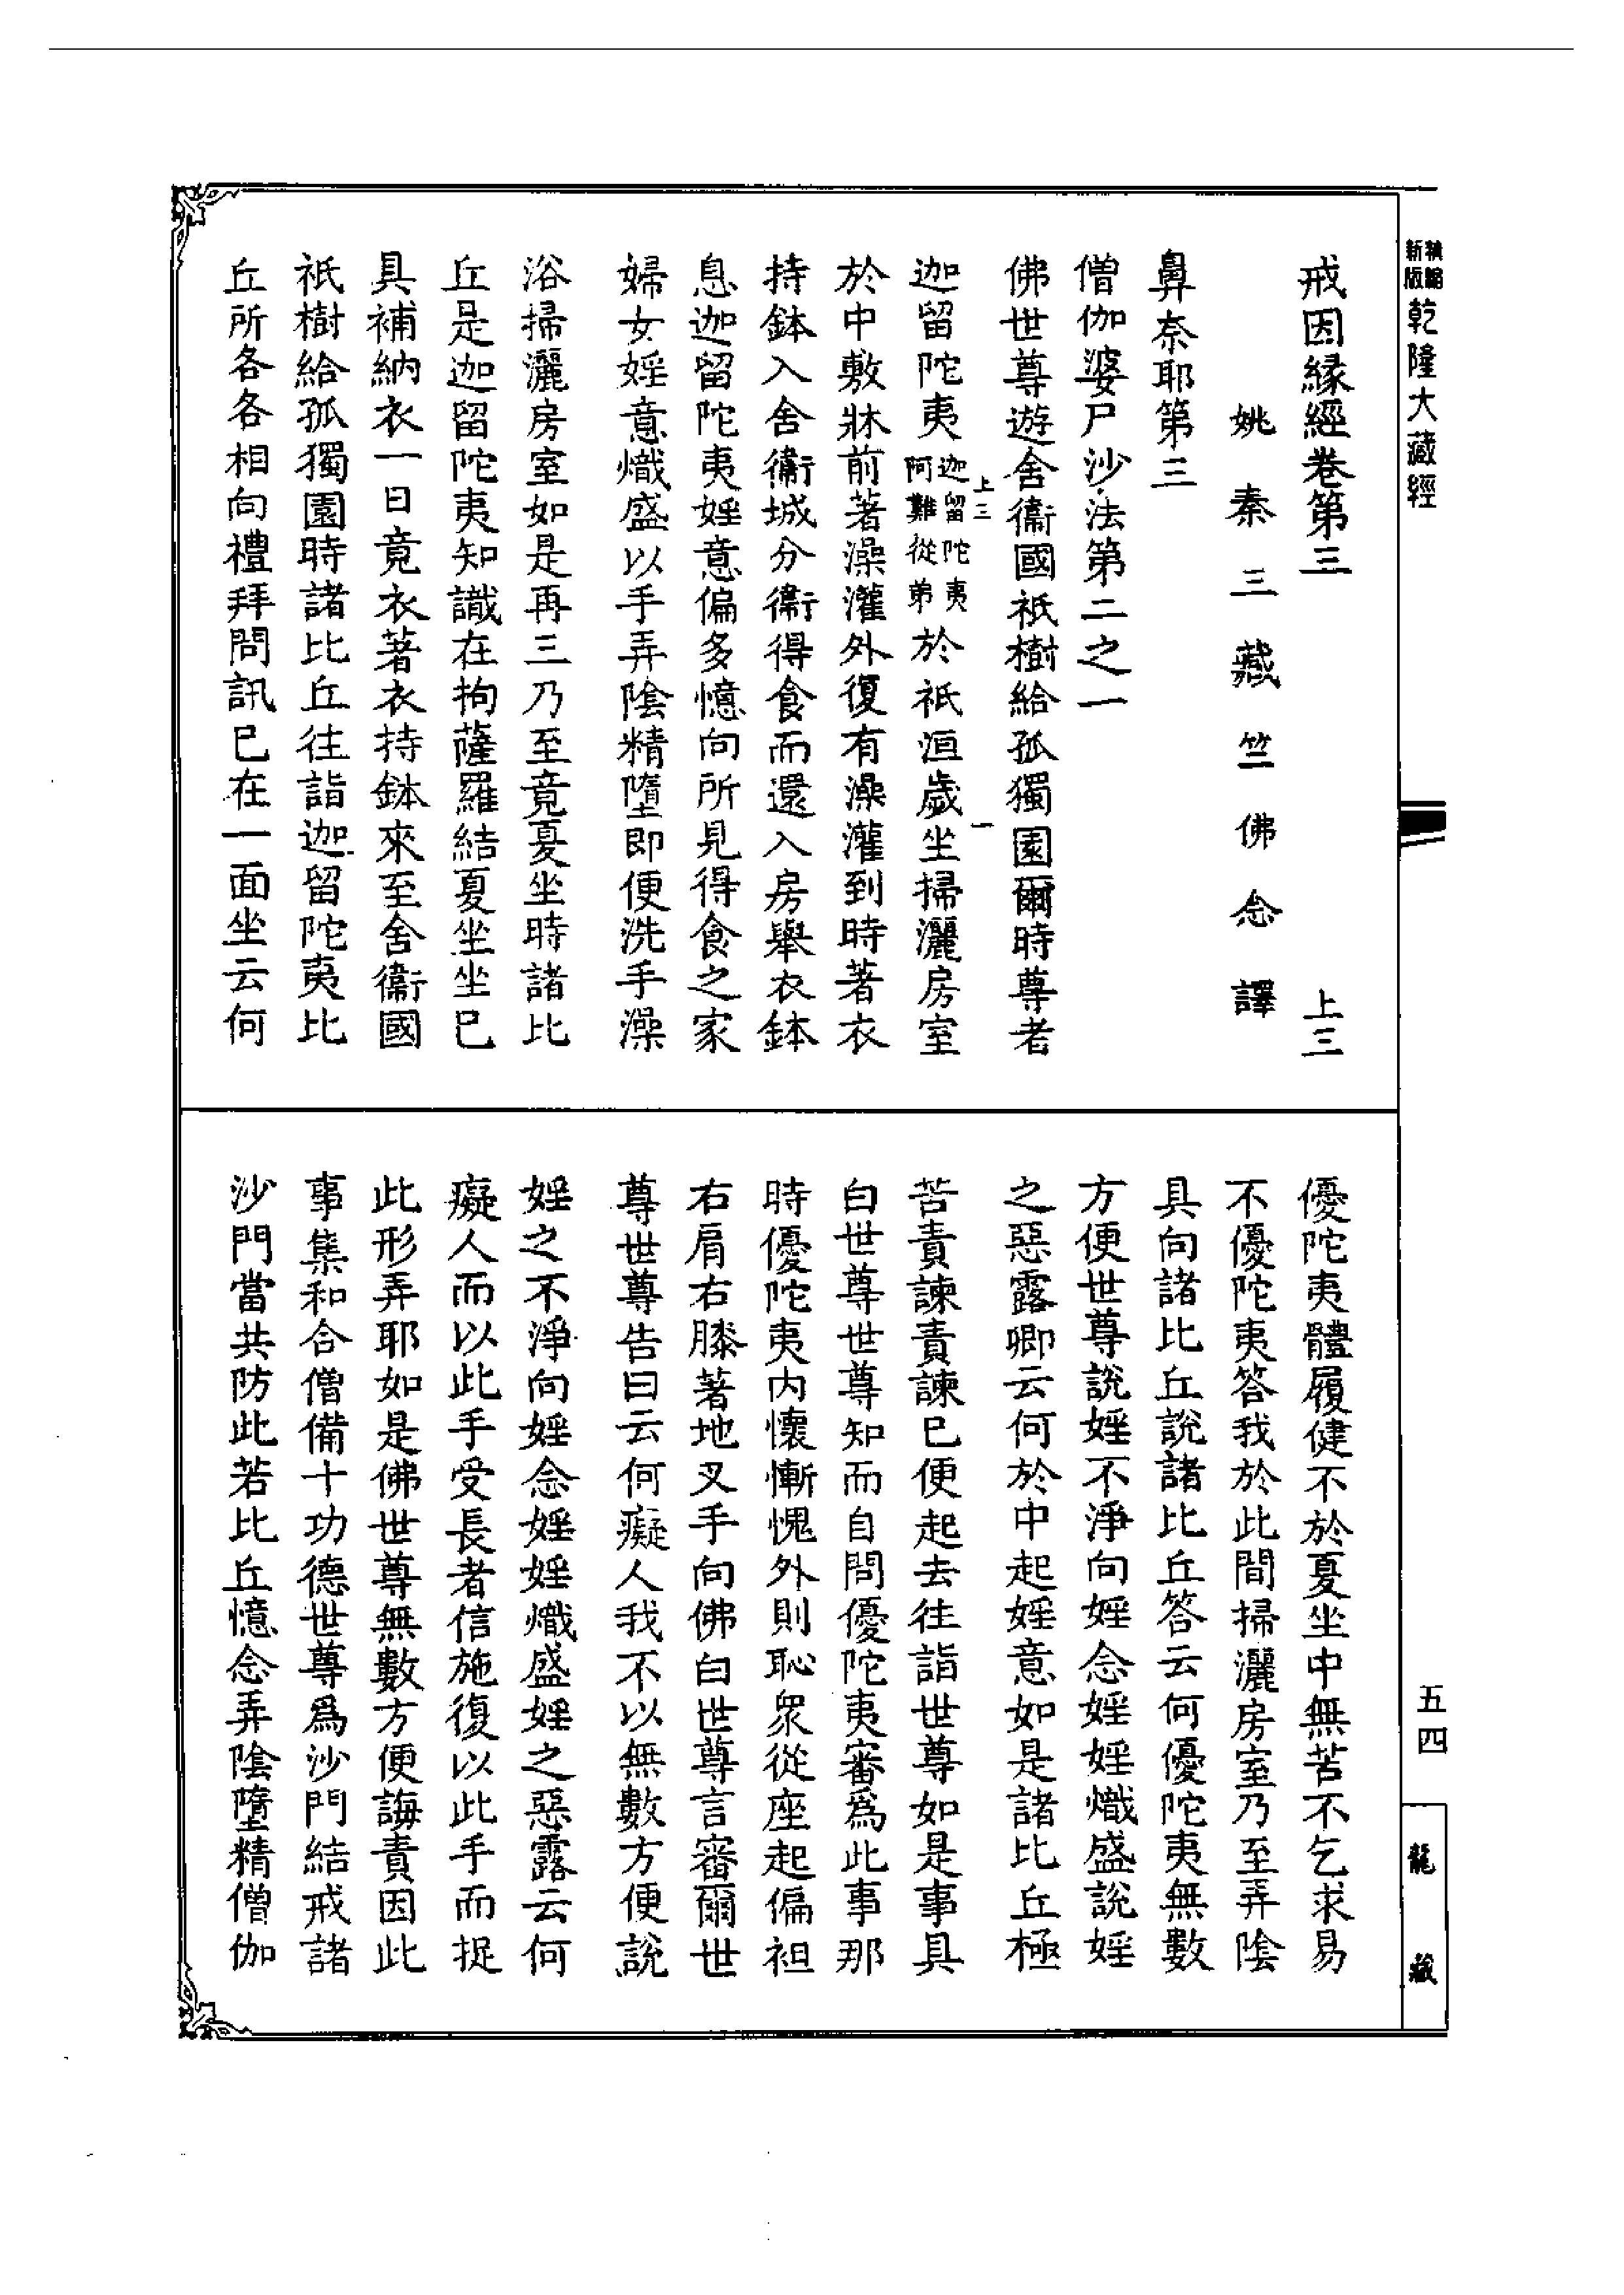 新版
精縮
乾隆大藏經
戒因緣經卷第三 上三
姚秦三藏竺佛念譯
鼻奈耶第三
僧伽婆尸沙法第二之一
佛世尊遊舍衞國祇樹給孤獨園爾時尊者
迦留陀夷迦留陀夷阿難從弟於祇洹歲坐掃灑房室
上三 一
於中敷牀前著澡灌外復有澡灌到時著衣
持鉢入舍衞城分衞得食而還入房舉衣鉢
息迦留陀夷婬意偏多憶向所見得食之家
婦女婬意熾盛以手弄陰精墮即便洗手澡
浴掃灑房室如是再三乃至竟夏坐時諸比
丘是迦留陀夷知識在拘薩羅結夏坐坐已
具補納衣一日竟衣著衣持鉢來至舍衞國
祇樹給孤獨園時諸比丘往詣迦留陀夷比
丘所各各相向禮拜問訊已在一面坐云何
優陀夷體履健不於夏坐中無苦不乞求易
不優陀夷答我於此間掃灑房室乃至弄陰
具向諸比丘說諸比丘答云何優陀夷無數
方便世尊說婬不淨向婬念婬婬熾盛說婬
之惡露卿云何於中起婬意如是諸比丘極
苦責諫責諫已便起去往詣世尊如是事具
白世尊世尊知而自問優陀夷審爲此事那
時優陀夷內懷慚愧外則恥眾從座起偏袒
右肩右膝著地叉手向佛白世尊言審爾世
尊世尊告曰云何癡人我不以無數方便說
婬之不淨向婬念婬婬熾盛婬之惡露云何
癡人而以此手受長者信施復以此手而捉
此形弄耶如是佛世尊無數方便誨責因此
事集和合僧備十功德世尊爲沙門結戒諸
沙門當共防此若比丘憶念弄陰墮精僧伽
五四
龍藏